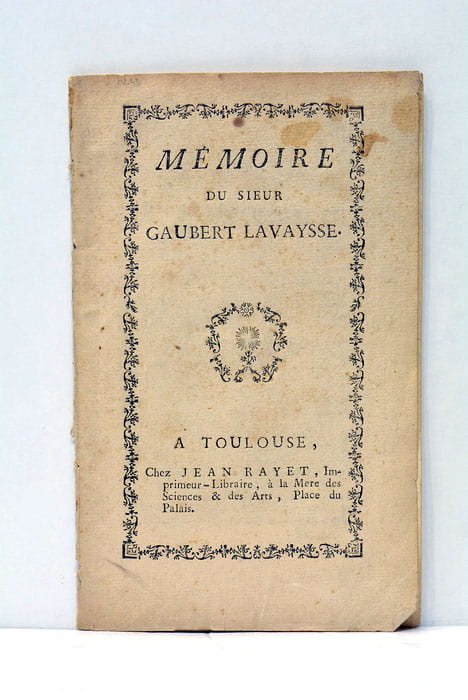 MÉMOIRE
DU SIEUR
GAUBERT LAVAYSSE.
A TOULOUSE,
Chez JEAN RAYET, Im-
primeur-Libraire, à la Mere des
Sciences & des Arts, Place du
Palais.